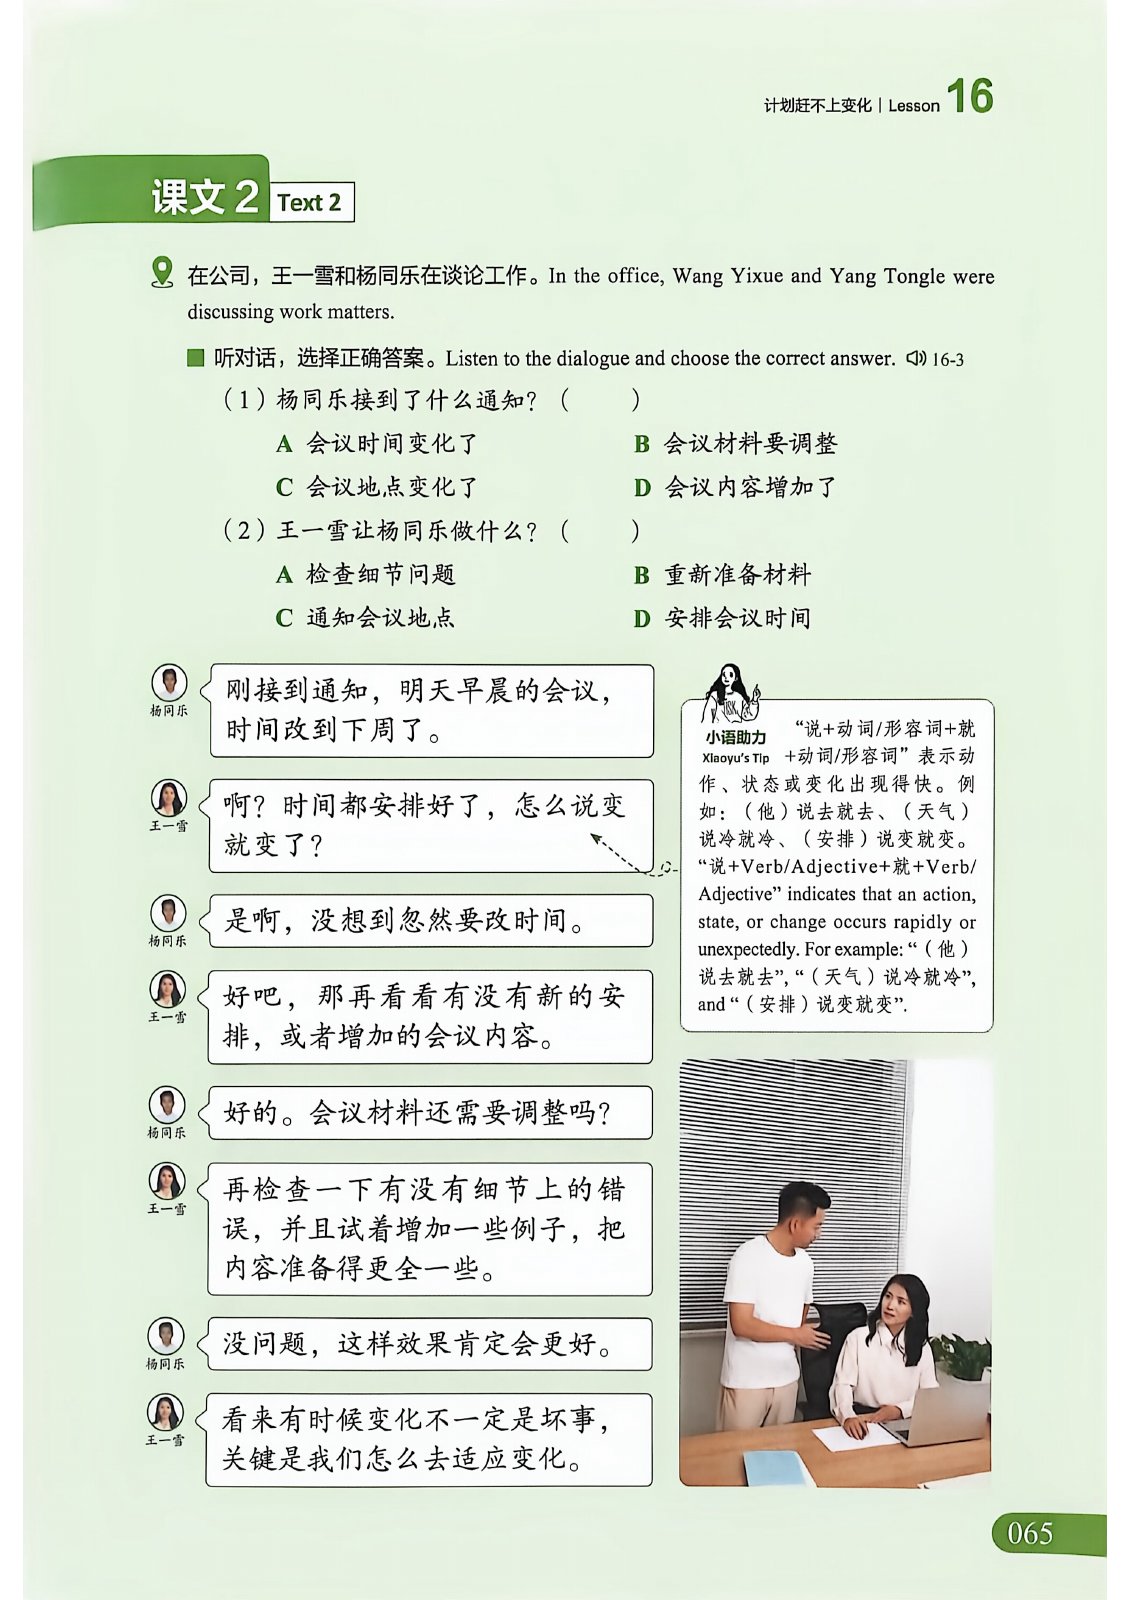 计划赶不上变化 | Lesson 16
课文 2 Text 2
在公司，王一雪和杨同乐在谈论工作。In the office, Wang Yixue and Yang Tongle were
discussing work matters.
听对话，选择正确答案。Listen to the dialogue and choose the correct answer. 16-3
（1）杨同乐接到了什么通知？（ ）
A 会议时间变化了 B 会议材料要调整
C 会议地点变化了 D 会议内容增加了
（2）王一雪让杨同乐做什么？（ ）
A 检查细节问题 B 重新准备材料
C 通知会议地点 D 安排会议时间
杨同乐
刚接到通知，明天早晨的会议，
时间改到下周了。
王一雪
啊？时间都安排好了，怎么说变
就变了？
杨同乐
是啊，没想到忽然要改时间。
王一雪
好吧，那再看看有没有新的安
排，或者增加的会议内容。
杨同乐
好的。会议材料还需要调整吗？
王一雪
再检查一下有没有细节上的错
误，并且试着增加一些例子，把
内容准备得更全一些。
杨同乐
没问题，这样效果肯定会更好。
王一雪
看来有时候变化不一定是坏事，
关键是我们怎么去适应变化。
小语助力
Xiaoyu's Tip
“说+动词/形容词+就
+动词/形容词”表示动
作、状态或变化出现得快。例
如：（他）说去就去、（天气）
说冷就冷、（安排）说变就变。
“说+Verb/Adjective+就+Verb/
Adjective” indicates that an action,
state, or change occurs rapidly or
unexpectedly. For example: “（他）
说去就去”, “（天气）说冷就冷”,
and “（安排）说变就变”.
065